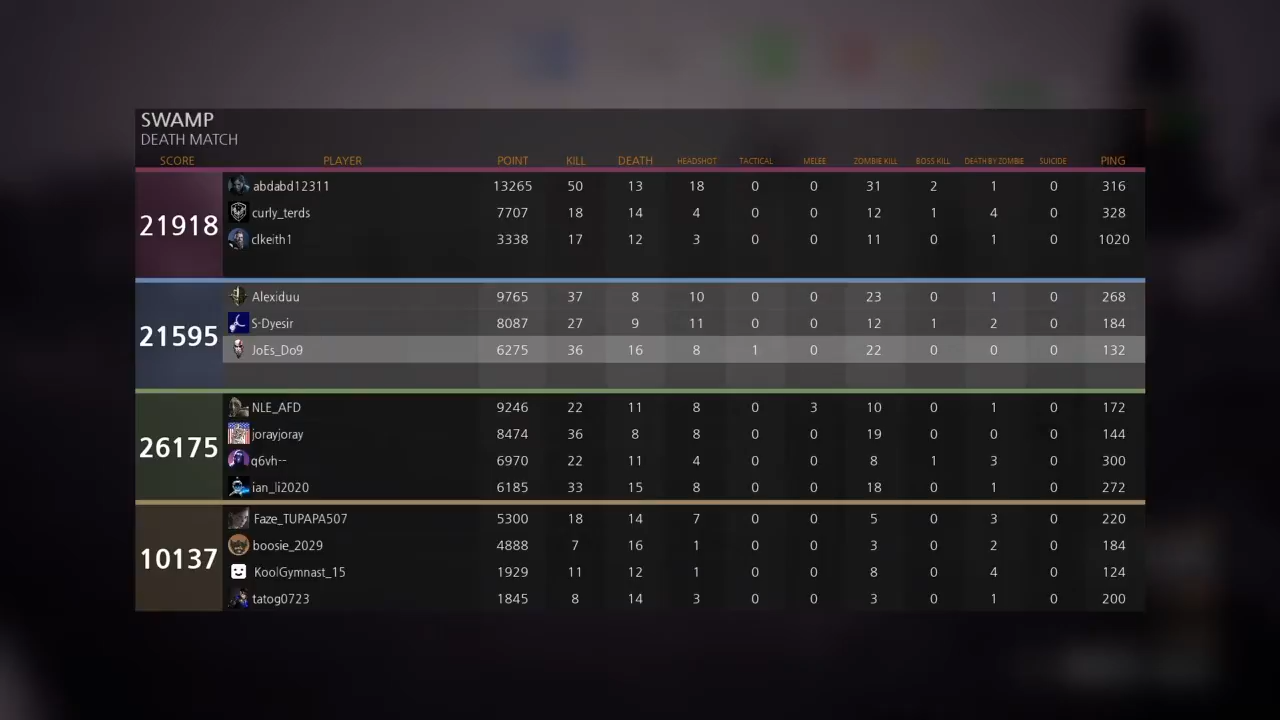 SWAMP
DEATH MATCH
SCORE PLAYER POINT KILL DEATH HEADSHOT TACTICAL MELEE ZOMBIE KILL BOSS KILL DEATH BY ZOMBIE SUICIDE PING
21918
abdabd12311 13265 50 13 18 0 0 31 2 1 0 316
curly_terds 7707 18 14 4 0 0 12 1 4 0 328
clkeith1 3338 17 12 3 0 0 11 0 1 0 1020
21595
Alexiduu 9765 37 8 10 0 0 23 0 1 0 268
S-Dyesir 8087 27 9 11 0 0 12 1 2 0 184
JoEs_Do9 6275 36 16 8 1 0 22 0 0 0 132
26175
NLE_AFD 9246 22 11 8 0 3 10 0 1 0 172
jorayjoray 8474 36 8 8 0 0 19 0 0 0 144
q6vh-- 6970 22 11 4 0 0 8 1 3 0 300
ian_li2020 6185 33 15 8 0 0 18 0 1 0 272
10137
Faze_TUPAPA507 5300 18 14 7 0 0 5 0 3 0 220
boosie_2029 4888 7 16 1 0 0 3 0 2 0 184
KoolGymnast_15 1929 11 12 1 0 0 8 0 4 0 124
tatog0723 1845 8 14 3 0 0 3 0 1 0 200